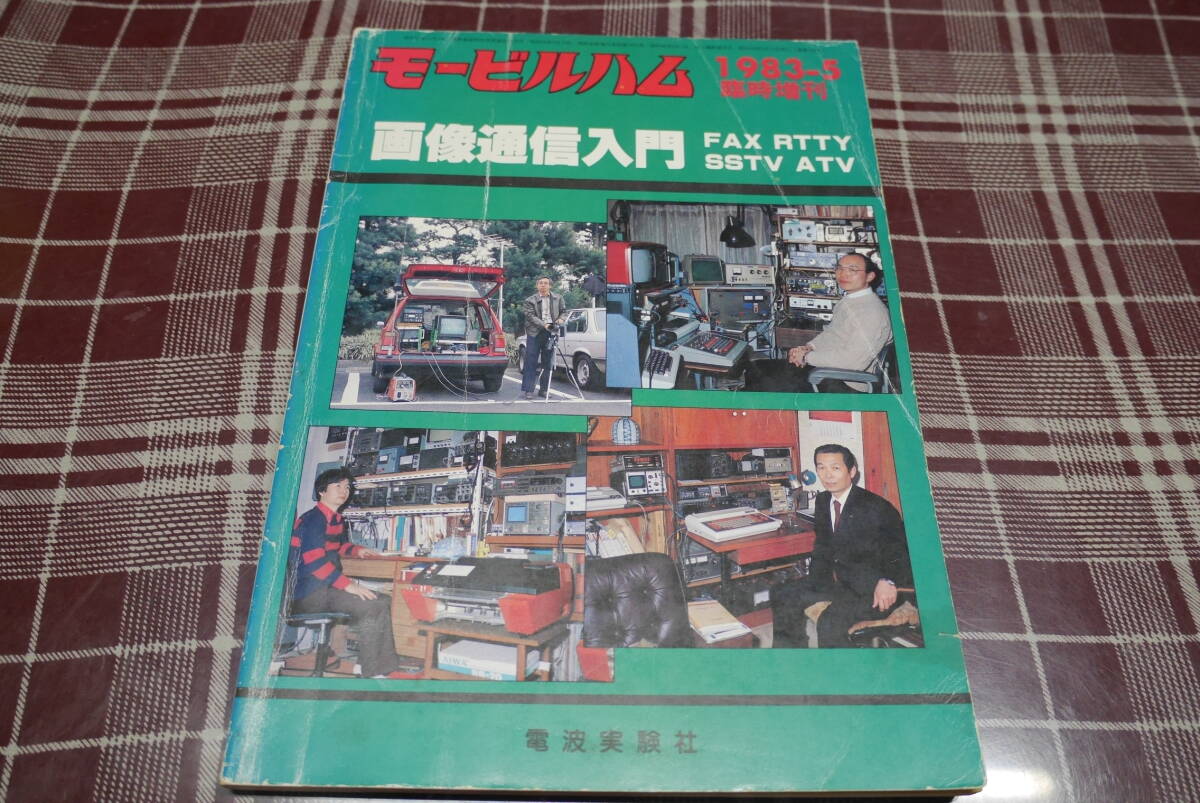 モービルハム
1983-5
臨時増刊
画像通信入門
FAX RTTY
SSTV ATV
電波実験社